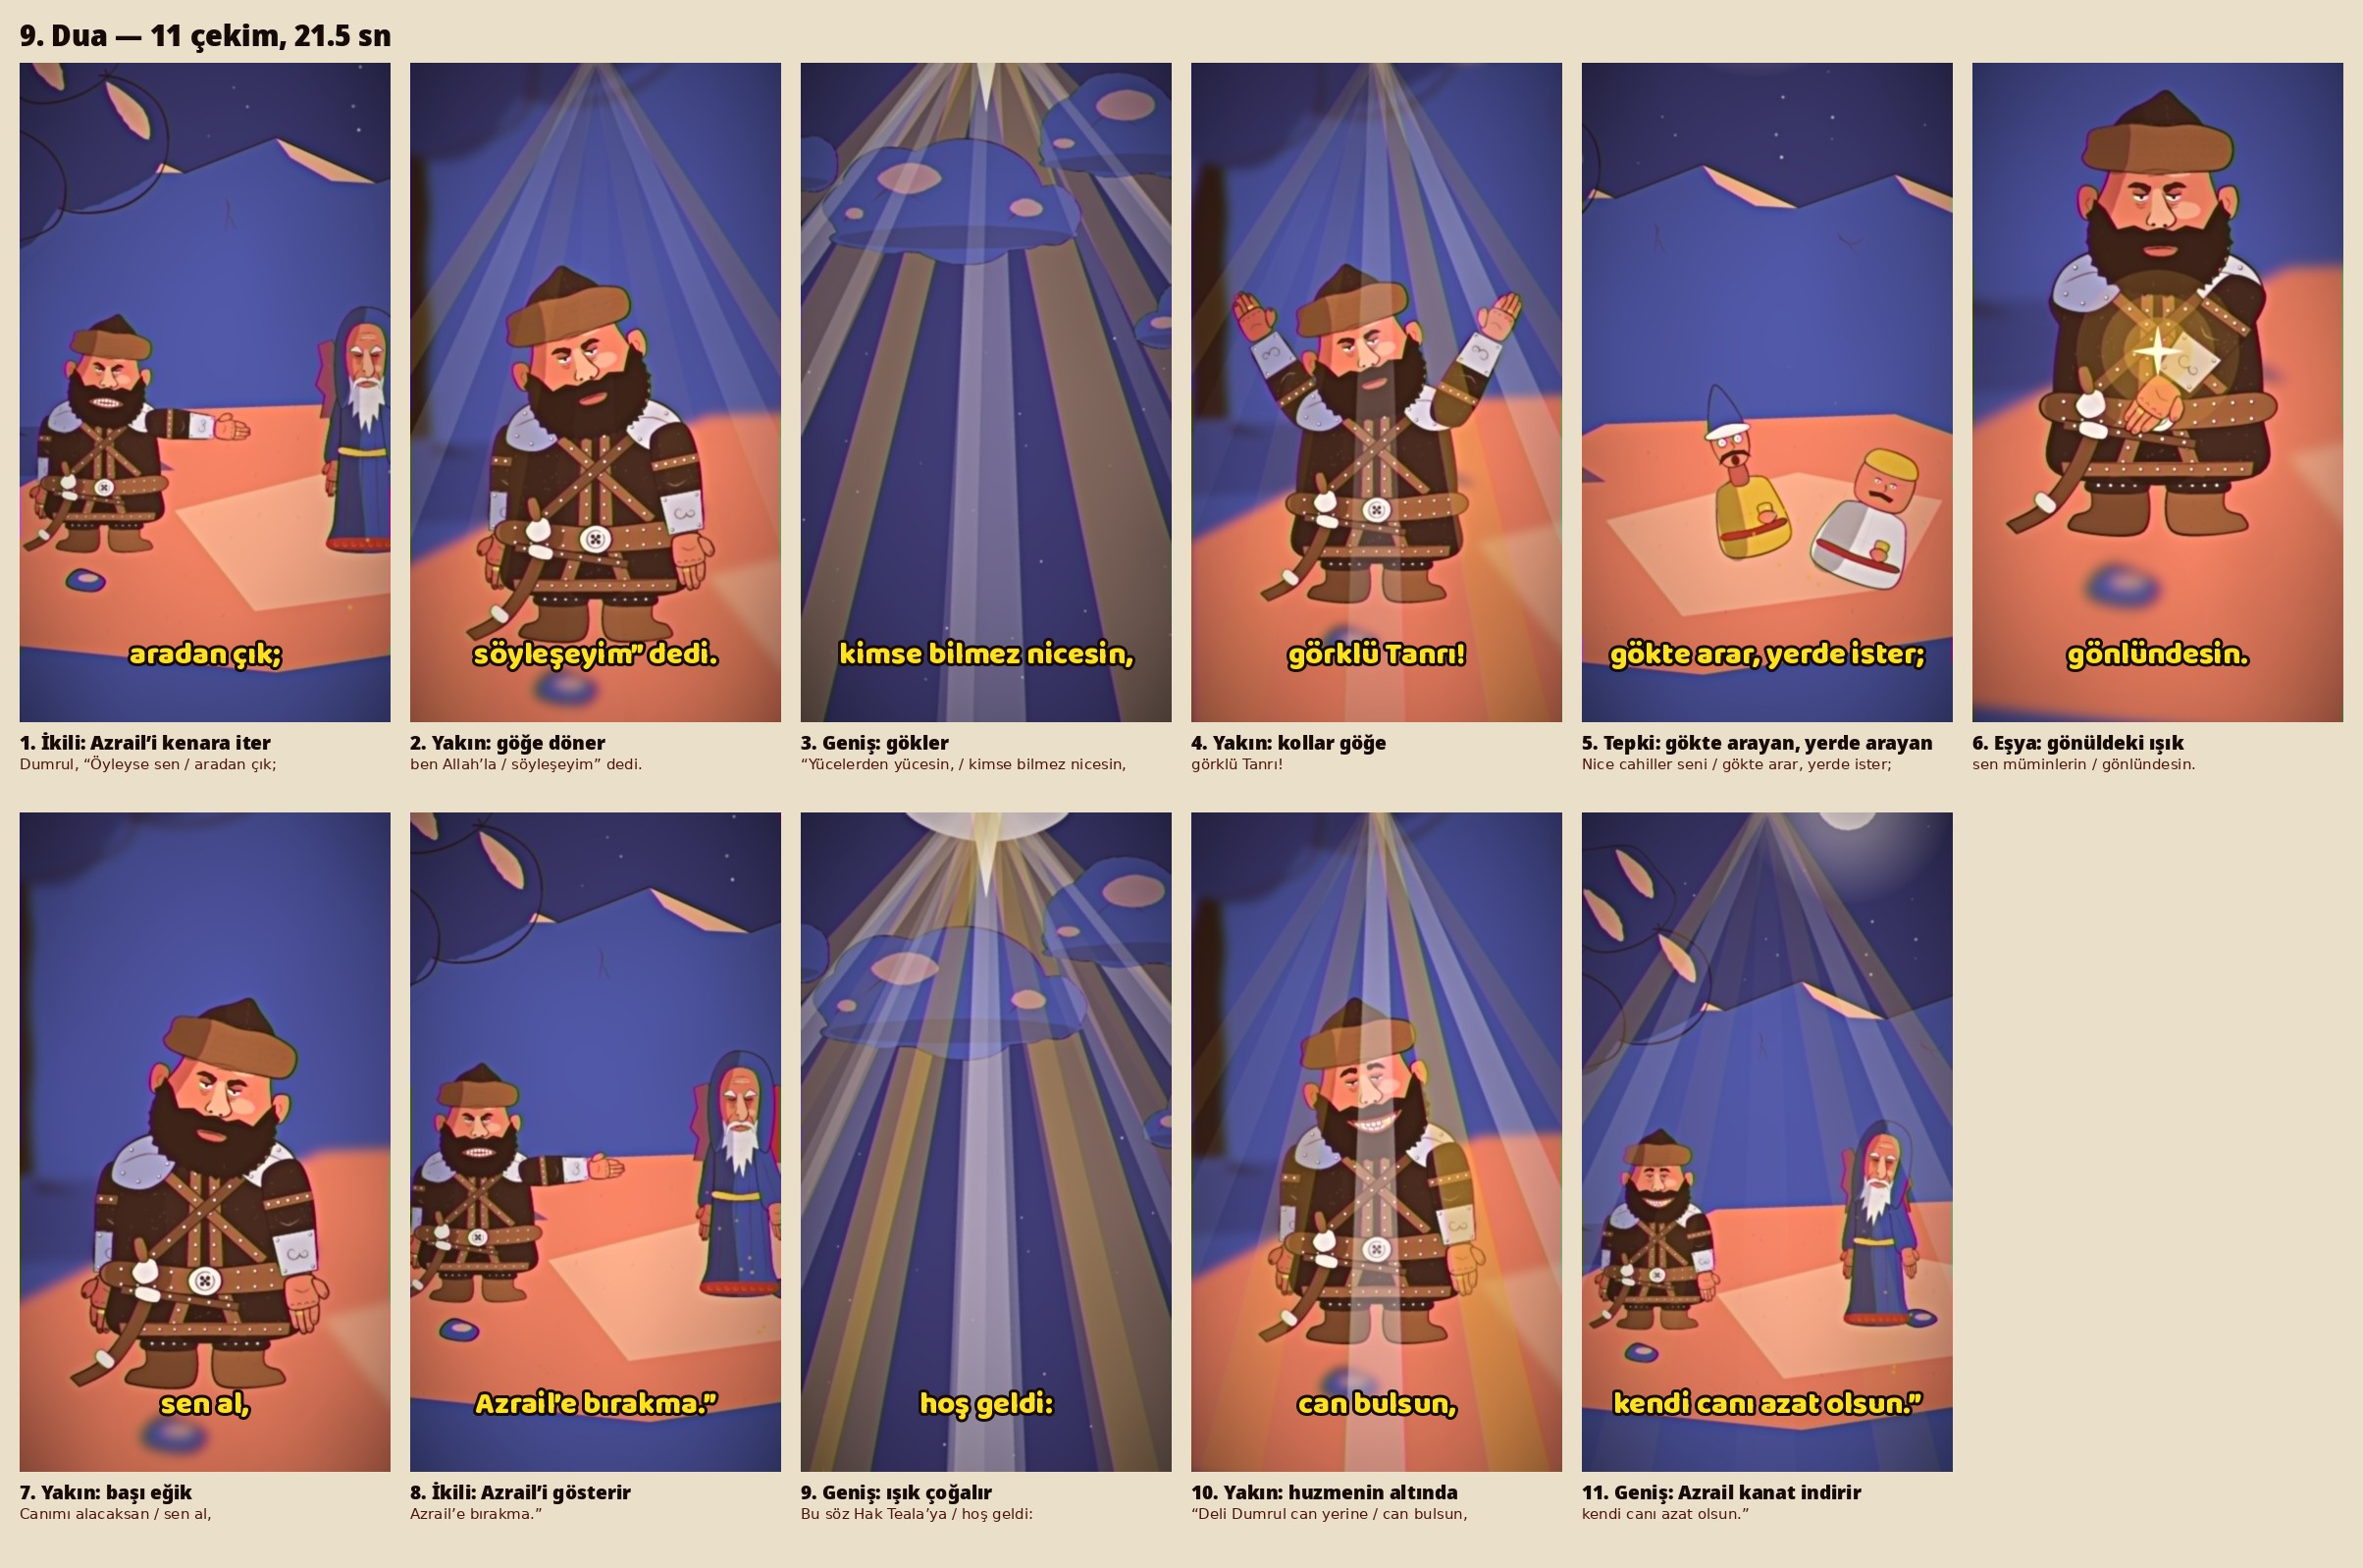 9. Dua — 11 çekim, 21.5 sn
aradan çık;
söyleşeyim” dedi.
kimse bilmez nicesin,
görklü Tanrı!
gökte arar, yerde ister;
gönlündesin.
1. İkili: Azrail’i kenara iter
Dumrul, “Öyleyse sen / aradan çık;
2. Yakın: göğe döner
ben Allah’la / söyleşeyim” dedi.
3. Geniş: gökler
“Yücelerden yücesin, / kimse bilmez nicesin,
4. Yakın: kollar göğe
görklü Tanrı!
5. Tepki: gökte arayan, yerde arayan
Nice cahiller seni / gökte arar, yerde ister;
6. Eşya: gönüldeki ışık
sen müminlerin / gönlündesin.
sen al,
Azrail’e bırakma.”
hoş geldi:
can bulsun,
kendi canı azat olsun.”
7. Yakın: başı eğik
Canımı alacaksan / sen al,
8. İkili: Azrail’i gösterir
Azrail’e bırakma.”
9. Geniş: ışık çoğalır
Bu söz Hak Teala’ya / hoş geldi:
10. Yakın: huzmenin altında
“Deli Dumrul can yerine / can bulsun,
11. Geniş: Azrail kanat indirir
kendi canı azat olsun.”